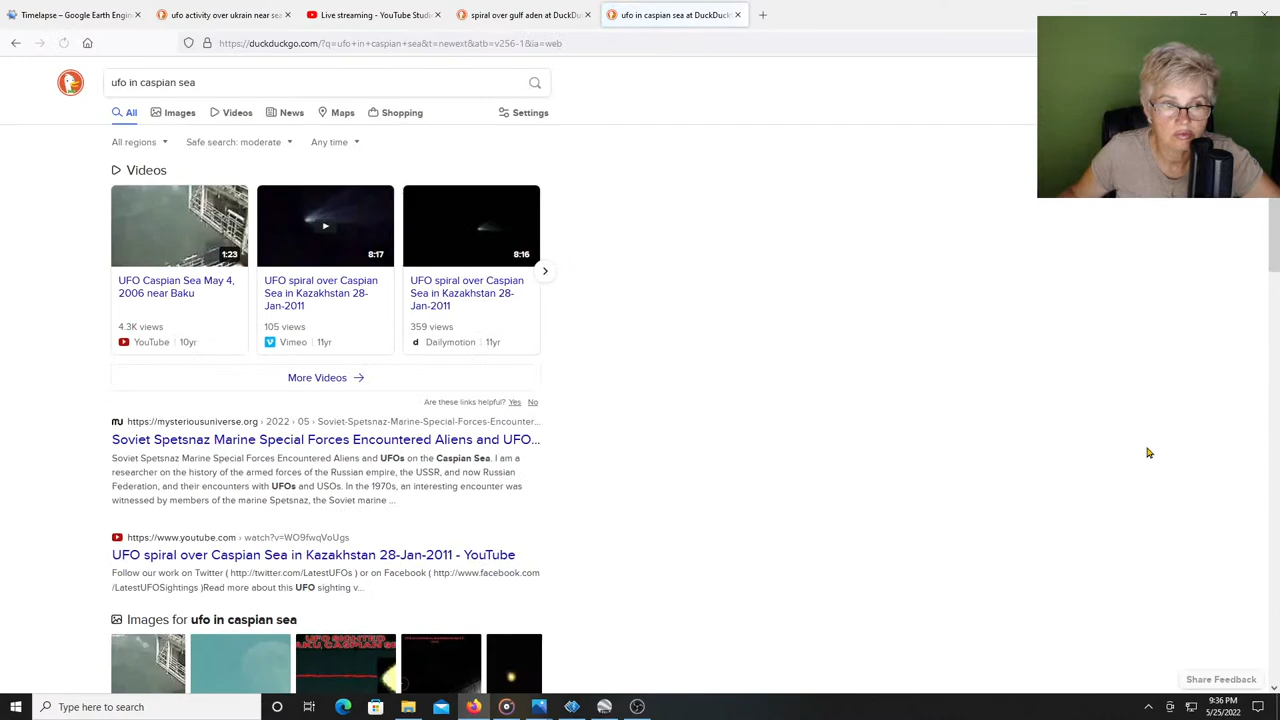 Timelapse – Google Earth Engin
ufo activity over ukrain near sea
Live streaming - YouTube Studio
spiral over gulf aden at DuckDu
ufo in caspian sea at DuckDuck
https://duckduckgo.com/?q=ufo+in+caspian+sea&t=newext&atb=v256-1&ia=web
ufo in caspian sea
All Images Videos News Maps Shopping Settings
All regions Safe search: moderate Any time
Videos
1:23
8:17
8:16
UFO Caspian Sea May 4,
2006 near Baku
4.3K views
YouTube 10yr
UFO spiral over Caspian
Sea in Kazakhstan 28-
Jan-2011
105 views
Vimeo 11yr
UFO spiral over Caspian
Sea in Kazakhstan 28-
Jan-2011
359 views
Dailymotion 11yr
More Videos
Are these links helpful? Yes No
https://mysteriousuniverse.org › 2022 › 05 › Soviet-Spetsnaz-Marine-Special-Forces-Encounter...
Soviet Spetsnaz Marine Special Forces Encountered Aliens and UFO...
Soviet Spetsnaz Marine Special Forces Encountered Aliens and UFOs on the Caspian Sea. I am a
researcher on the history of the armed forces of the Russian empire, the USSR, and now Russian
Federation, and their encounters with UFOs and USOs. In the 1970s, an interesting encounter was
witnessed by members of the marine Spetsnaz, the Soviet marine ...
https://www.youtube.com › watch?v=WO9fwqVoUgs
UFO spiral over Caspian Sea in Kazakhstan 28-Jan-2011 - YouTube
Follow our work on Twitter ( http://twitter.com/LatestUFOs ) or on Facebook ( http://www.facebook.com
/LatestUFOSightings )Read more about this UFO sighting v...
Images for ufo in caspian sea
UFO SIGHTED
AKU CASPIAN SE
Share Feedback
Type here to search
9:36 PM
5/25/2022